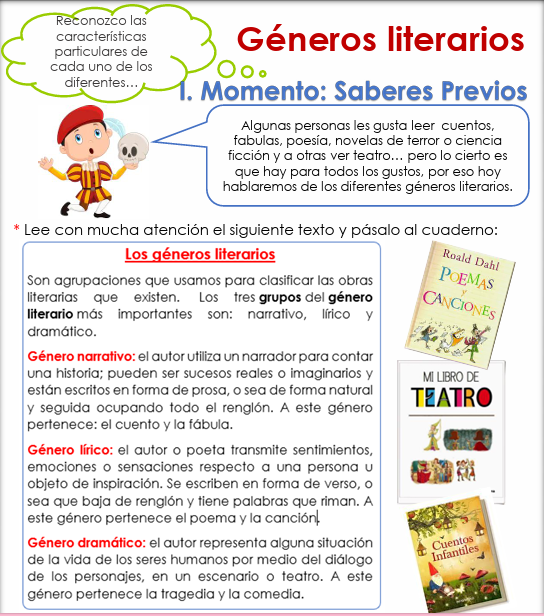 Reconozco las
características
particulares de
cada uno de los
diferentes...
Géneros literarios
I. Momento: Saberes Previos
Algunas personas les gusta leer cuentos,
fabulas, poesía, novelas de terror o ciencia
ficción y a otras ver teatro... pero lo cierto es
que hay para todos los gustos, por eso hoy
hablaremos de los diferentes géneros literarios.
* Lee con mucha atención el siguiente texto y pásalo al cuaderno:
Los géneros literarios
Son agrupaciones que usamos para clasificar las obras
literarias que existen. Los tres grupos del género
literario más importantes son: narrativo, lírico y
dramático.
Género narrativo: el autor utiliza un narrador para contar
una historia; pueden ser sucesos reales o imaginarios y
están escritos en forma de prosa, o sea de forma natural
y seguida ocupando todo el renglón. A este género
pertenece: el cuento y la fábula.
Género lírico: el autor o poeta transmite sentimientos,
emociones o sensaciones respecto a una persona u
objeto de inspiración. Se escriben en forma de verso, o
sea que baja de renglón y tiene palabras que riman. A
este género pertenece el poema y la canción.
Género dramático: el autor representa alguna situación
de la vida de los seres humanos por medio del diálogo
de los personajes, en un escenario o teatro. A este
género pertenece la tragedia y la comedia.
Roald Dahl
POEMAS
y
CANCIONES
MI LIBRO DE
TEATRO
Cuentos
Infantiles